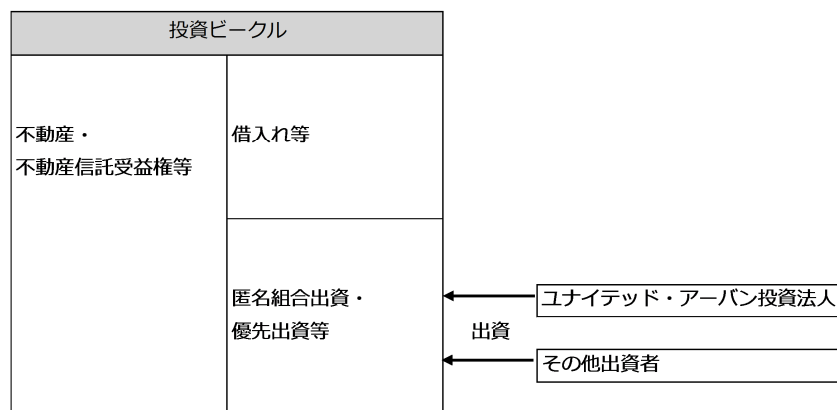 投資ビークル
不動産・
不動産信託受益権等
借入れ等
匿名組合出資・
優先出資等
出資
ユナイテッド・アーバン投資法人
その他出資者